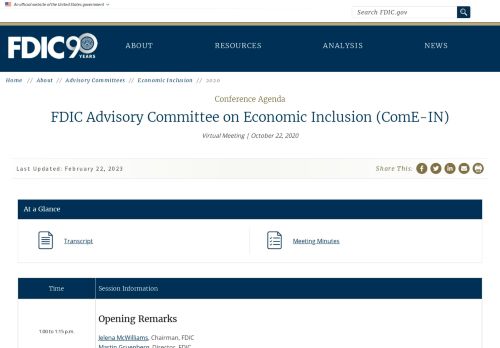 An official website of the United States government
Search FDIC.gov
FDIC 90 YEARS
ABOUT RESOURCES ANALYSIS NEWS
Home // About // Advisory Committees // Economic Inclusion // 2020
Conference Agenda
FDIC Advisory Committee on Economic Inclusion (ComE-IN)
Virtual Meeting | October 22, 2020
Last Updated: February 22, 2023 Share This:
At a Glance
Transcript Meeting Minutes
Time Session Information
Opening Remarks
1:00 to 1:15 p.m. Jelena McWilliams, Chairman, FDIC
Martin Gruenberg, Director, FDIC